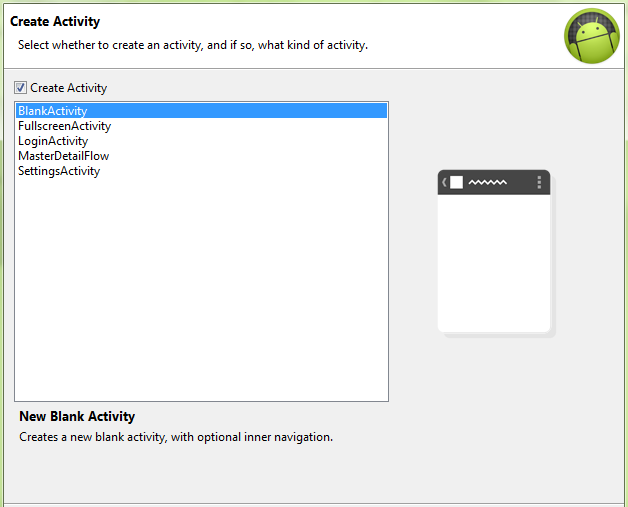 Create Activity
Select whether to create an activity, and if so, what kind of activity.
Create Activity
BlankActivity
FullscreenActivity
LoginActivity
MasterDetailFlow
SettingsActivity
New Blank Activity
Creates a new blank activity, with optional inner navigation.